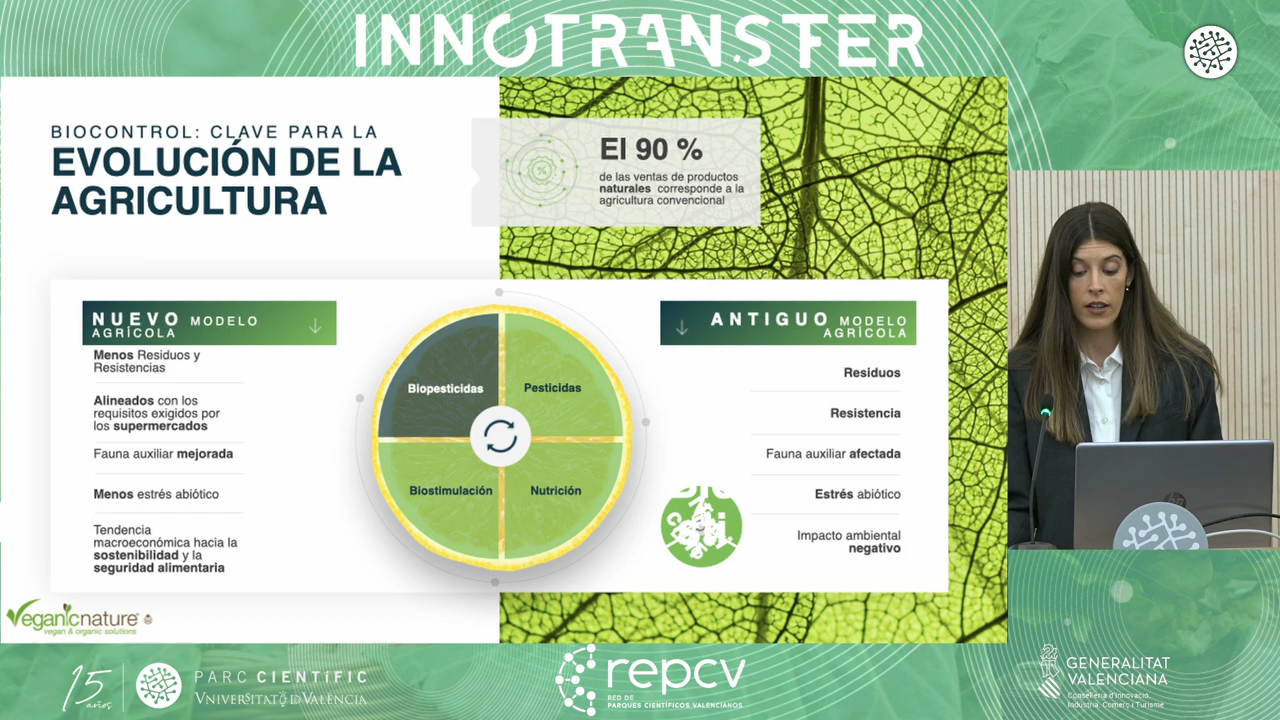 INNOTRANSFER
BIOCONTROL: CLAVE PARA LA
EVOLUCIÓN DE LA
AGRICULTURA
El 90 %
de las ventas de productos
naturales corresponde a la
agricultura convencional
NUEVO MODELO
AGRÍCOLA
Menos Residuos y
Resistencias
Alineados con los
requisitos exigidos por
los supermercados
Fauna auxiliar mejorada
Menos estrés abiótico
Tendencia
macroeconómica hacia la
sostenibilidad y la
seguridad alimentaria
Biopesticidas
Pesticidas
Biostimulación
Nutrición
ANTIGUO MODELO
AGRÍCOLA
Residuos
Resistencia
Fauna auxiliar afectada
Estrés abiótico
Impacto ambiental
negativo
Veganicnature
vegan & organic solutions
15 años
PARC CIENTÍFIC
VNIVERSITATQ IDQVALÈNCIA
repcv
RED DE
PARQUES CIENTÍFICOS VALENCIANOS
GENERALITAT
VALENCIANA
Conselleria d'Innovació,
Indústria, Comerç i Turisme
hp